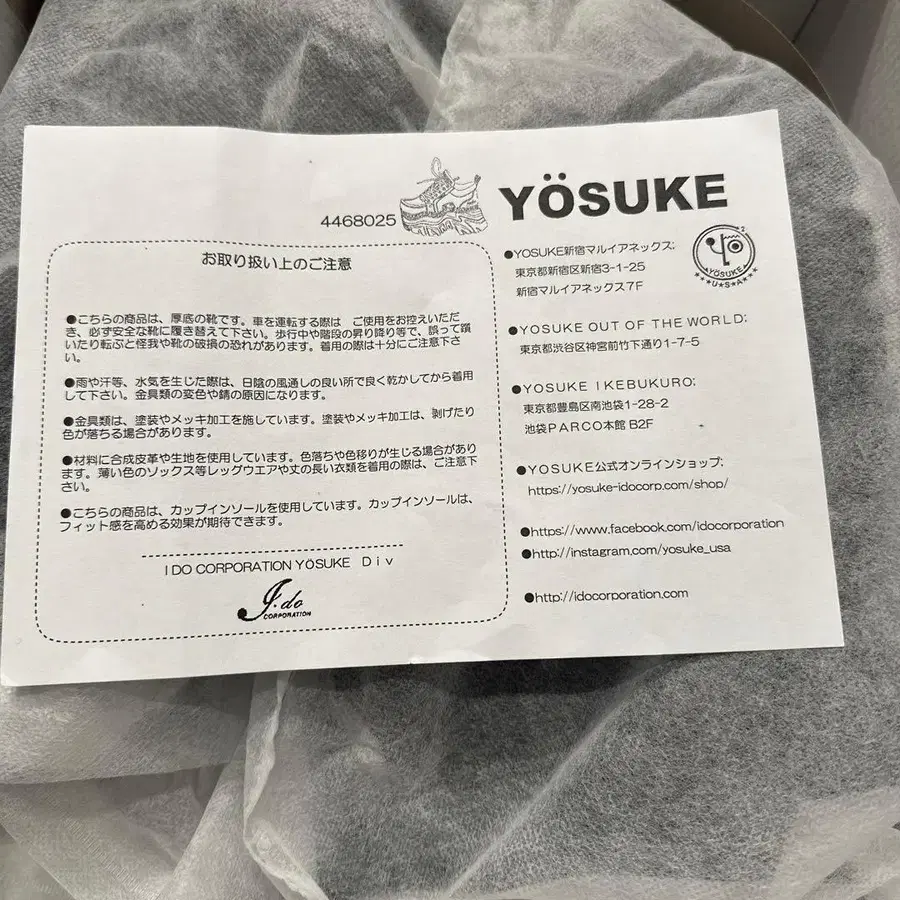 4468025
YÖSUKE
YÖSUKE
U★S★A
お取り扱い上のご注意
●こちらの商品は、厚底の靴です。車を運転する際は ご使用をお控えいただ
き、必ず安全な靴に履き替えて下さい。歩行中や階段の昇り降り等で、誤って躓
いたり転ぶと怪我や靴の破損の恐れがあります。着用の際は十分にご注意下さ
い。
●雨や汗等、水気を生じた際は、日陰の風通しの良い所で良く乾かしてから着用
して下さい。金具類の変色や錆の原因になります。
●金具類は、塗装やメッキ加工を施しています。塗装やメッキ加工は、剥げたり
色が落ちる場合があります。
●材料に合成皮革や生地を使用しています。色落ちや色移りが生じる場合があり
ます。薄い色のソックス等レッグウエアや丈の長い衣類を着用の際は、ご注意下
さい。
●こちらの商品は、カップインソールを使用しています。カップインソールは、
フィット感を高める効果が期待できます。
I DO CORPORATION YÖSUKE Div
I.do
CORPORATION
●YOSUKE新宿マルイアネックス:
東京都新宿区新宿3-1-25
新宿マルイアネックス7F
●YOSUKE OUT OF THE WORLD:
東京都渋谷区神宮前竹下通り1-7-5
●YOSUKE IKEBUKURO:
東京都豊島区南池袋1-28-2
池袋PARCO本館 B2F
●YOSUKE公式オンラインショップ:
https://yosuke-idocorp.com/shop/
●https://www.facebook.com/idocorporation
●http://instagram.com/yosuke_usa
●http://idocorporation.com